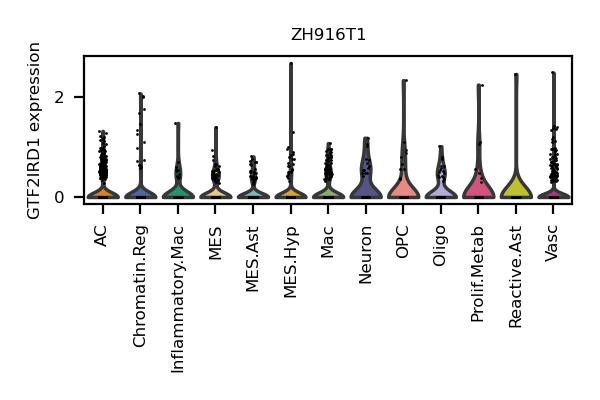 ZH916T1
GTF2IRD1 expression
2
0
AC
Chromatin.Reg
Inflammatory.Mac
MES
MES.Ast
MES.Hyp
Mac
Neuron
OPC
Oligo
Prolif.Metab
Reactive.Ast
Vasc